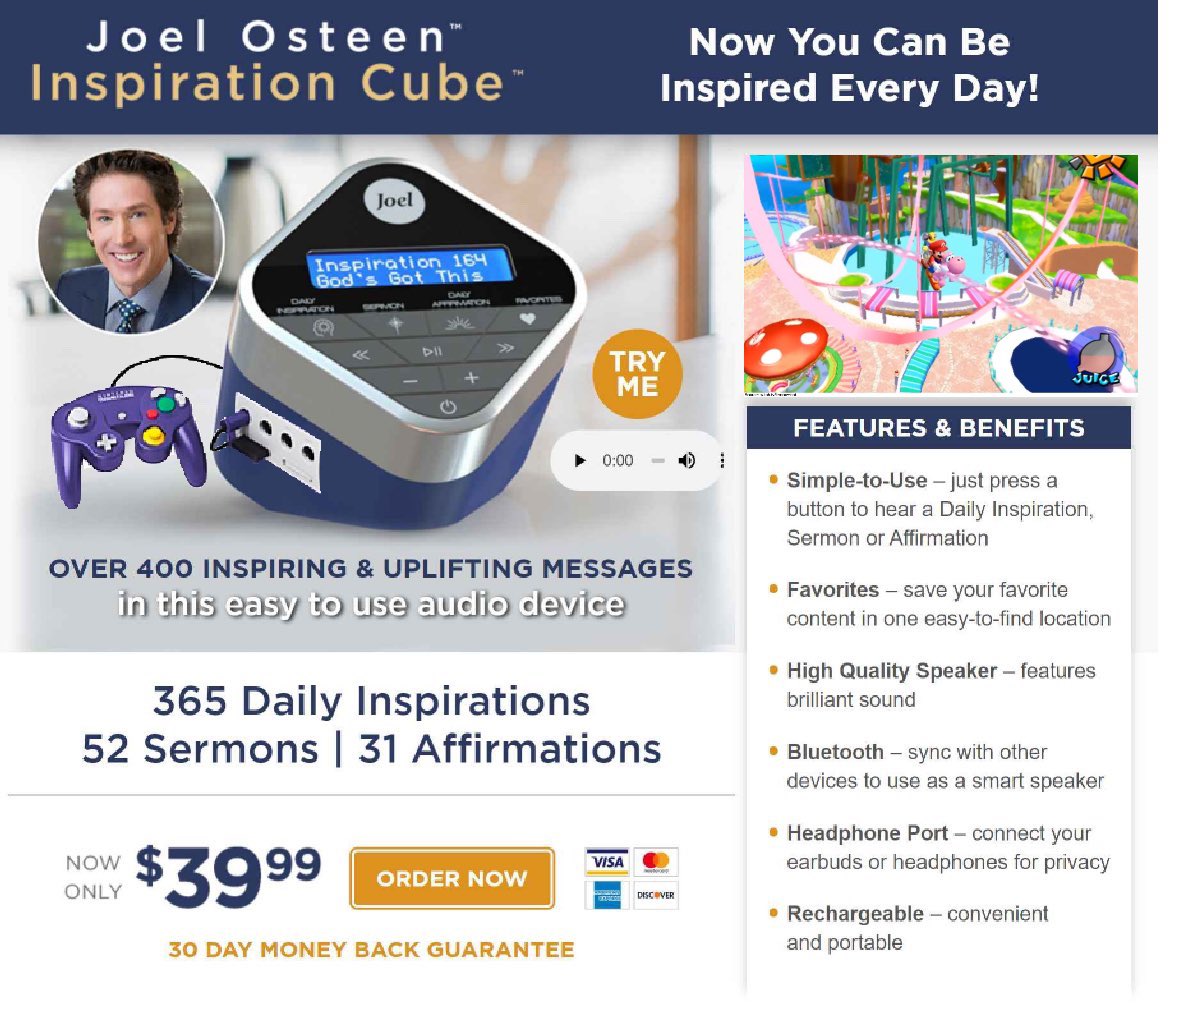 Joel Osteen™
Inspiration Cube™
Now You Can Be
Inspired Every Day!
Joel
Inspiration 164
God's Got This
DAILY
INSPIRATION
SERMON
DAILY
AFFIRMATION
FAVORITES
TRY
ME
0:00
JUICE
OVER 400 INSPIRING & UPLIFTING MESSAGES
in this easy to use audio device
365 Daily Inspirations
52 Sermons | 31 Affirmations
NOW
ONLY
$3999
ORDER NOW
VISA
mastercard
AMERICAN
EXPRESS
DISCOVER
30 DAY MONEY BACK GUARANTEE
FEATURES & BENEFITS
• Simple-to-Use – just press a
button to hear a Daily Inspiration,
Sermon or Affirmation
• Favorites – save your favorite
content in one easy-to-find location
• High Quality Speaker – features
brilliant sound
• Bluetooth – sync with other
devices to use as a smart speaker
• Headphone Port – connect your
earbuds or headphones for privacy
• Rechargeable – convenient
and portable